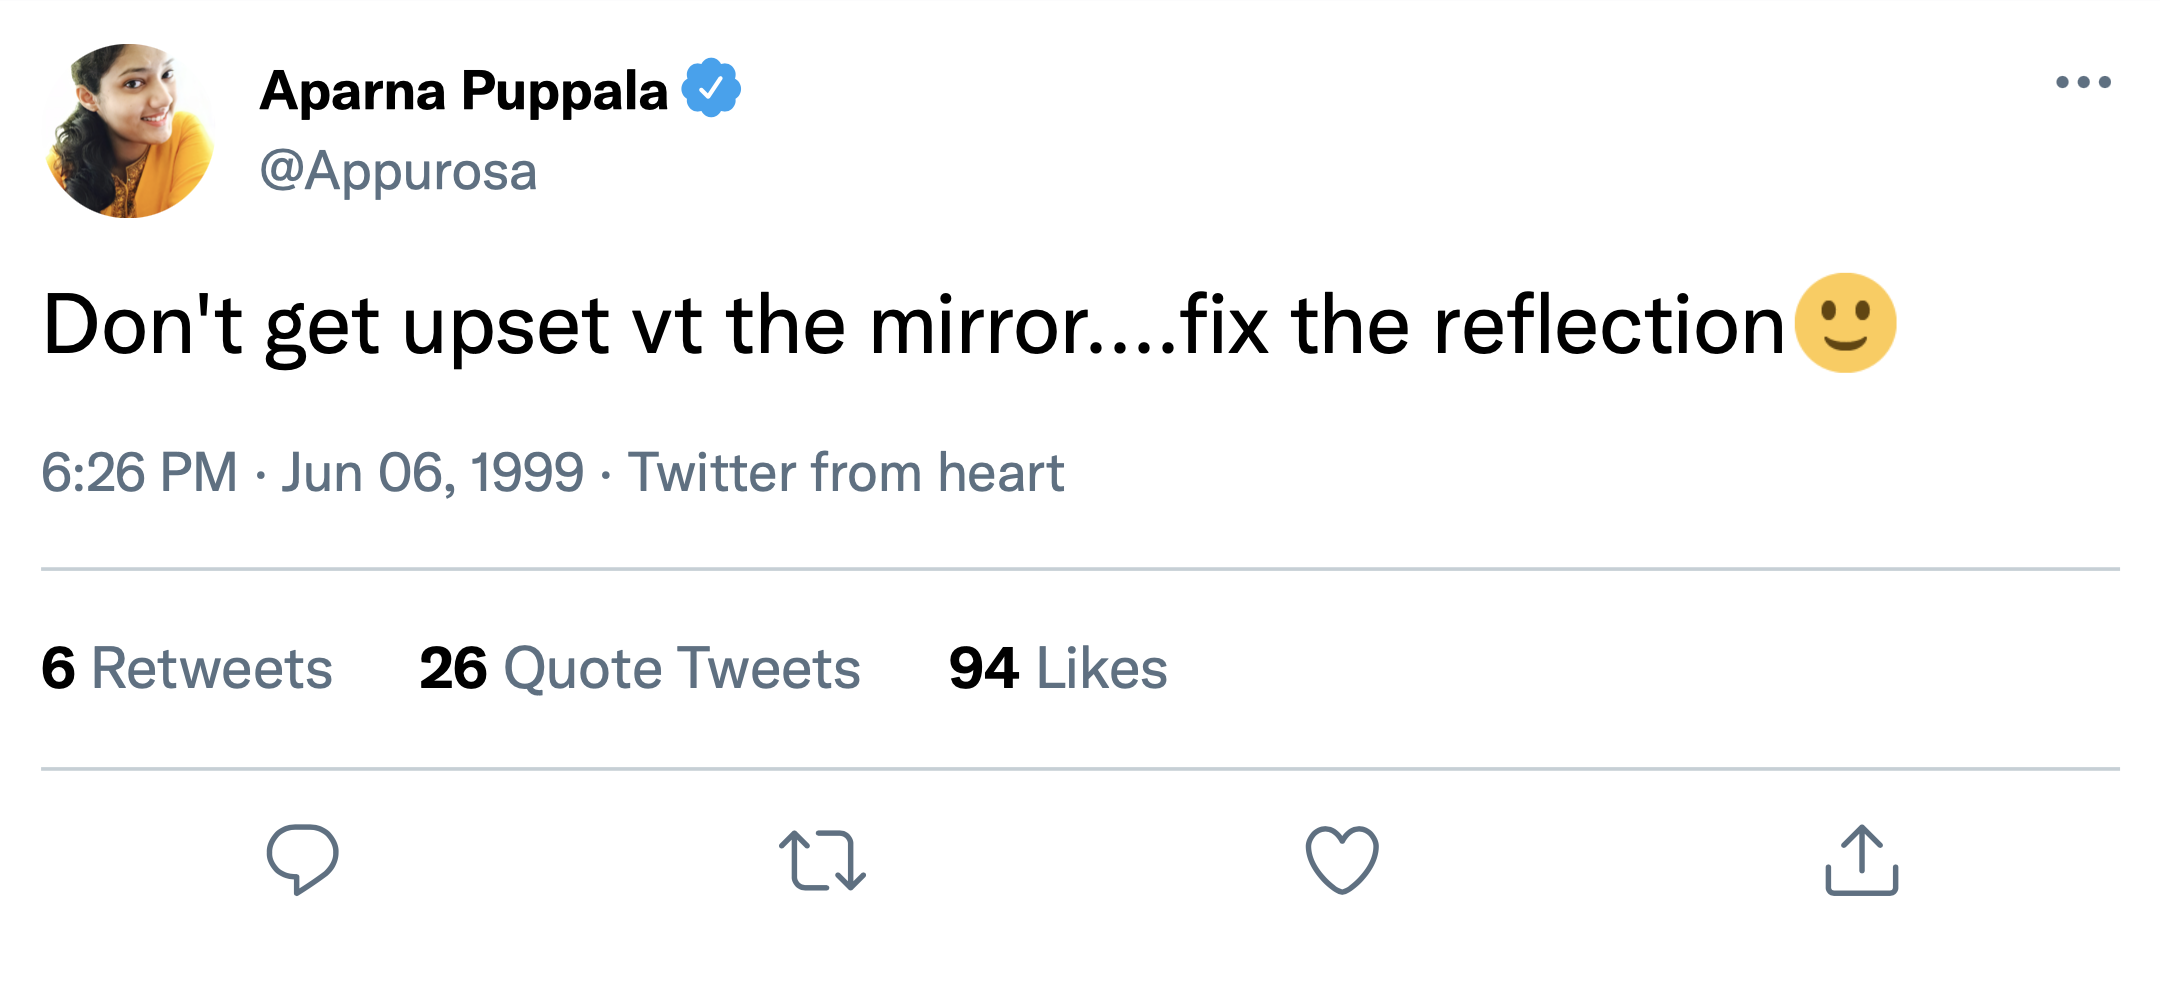 Aparna Puppala
@Appurosa
Don't get upset vt the mirror....fix the reflection🙂
6:26 PM · Jun 06, 1999 · Twitter from heart
6 Retweets 26 Quote Tweets 94 Likes